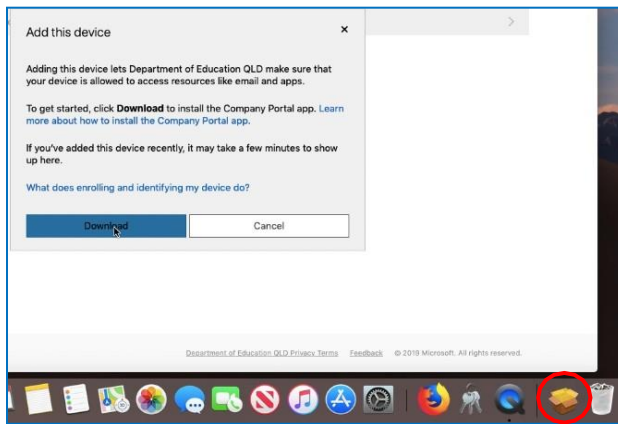 Add this device
Adding this device lets Department of Education QLD make sure that
your device is allowed to access resources like email and apps.
To get started, click Download to install the Company Portal app. Learn
more about how to install the Company Portal app.
If you've added this device recently, it may take a few minutes to show
up here.
What does enrolling and identifying my device do?
Download
Cancel
Department of Education QLD Privacy Terms Feedback © 2019 Microsoft. All rights reserved.